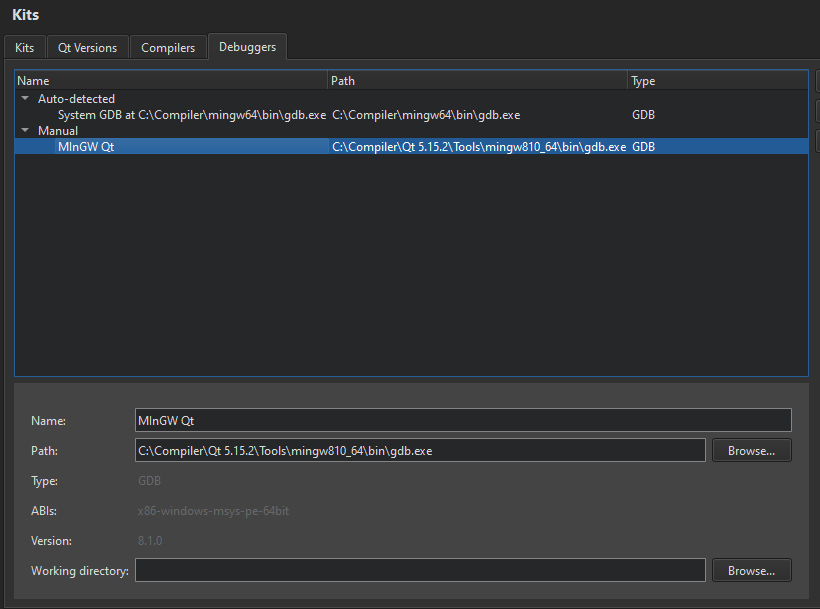 Kits
Kits Qt Versions Compilers Debuggers
Name Path Type
Auto-detected
System GDB at C:\Compiler\mingw64\bin\gdb.exe C:\Compiler\mingw64\bin\gdb.exe GDB
Manual
MInGW Qt C:\Compiler\Qt 5.15.2\Tools\mingw810_64\bin\gdb.exe GDB
Name: MInGW Qt
Path: C:\Compiler\Qt 5.15.2\Tools\mingw810_64\bin\gdb.exe Browse...
Type: GDB
ABIs: x86-windows-msys-pe-64bit
Version: 8.1.0
Working directory: Browse...